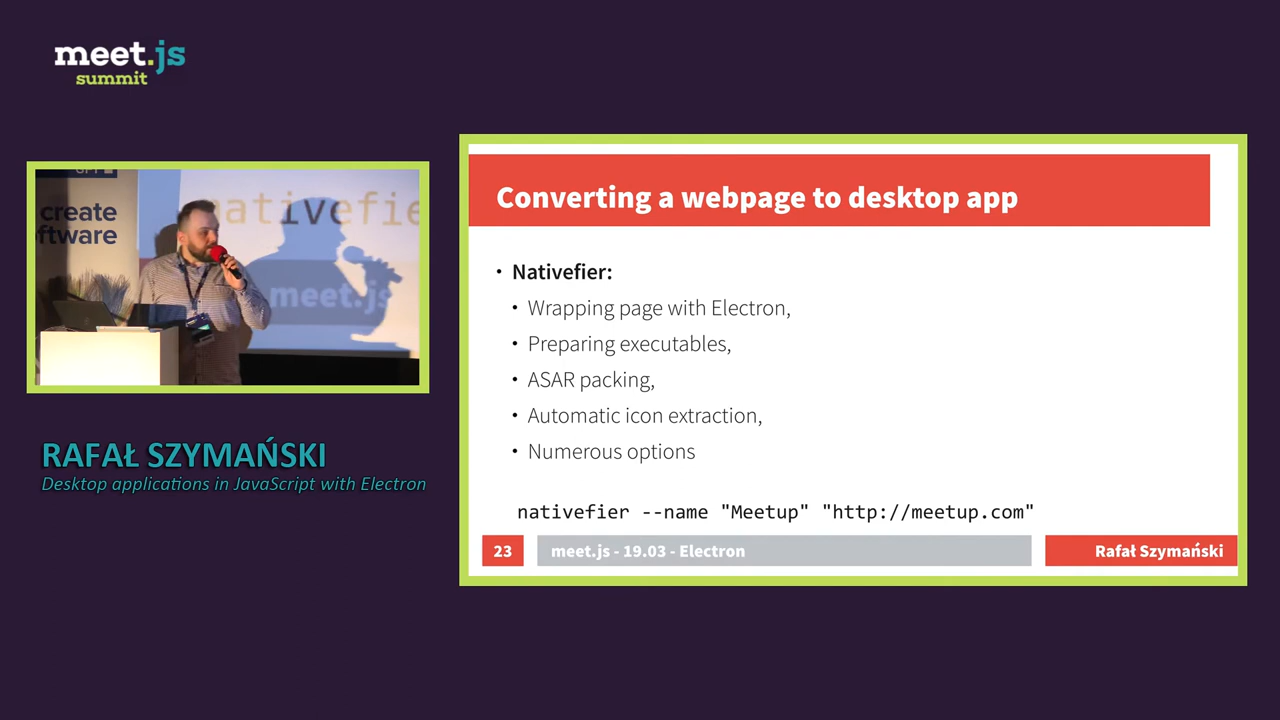 meet.js
summit
create
ftware
nativefie
meet.js
RAFAŁ SZYMAŃSKI
Desktop applications in JavaScript with Electron
Converting a webpage to desktop app
• Nativefier:
• Wrapping page with Electron,
• Preparing executables,
• ASAR packing,
• Automatic icon extraction,
• Numerous options
nativefier --name "Meetup" "http://meetup.com"
23
meet.js - 19.03 - Electron
Rafał Szymański